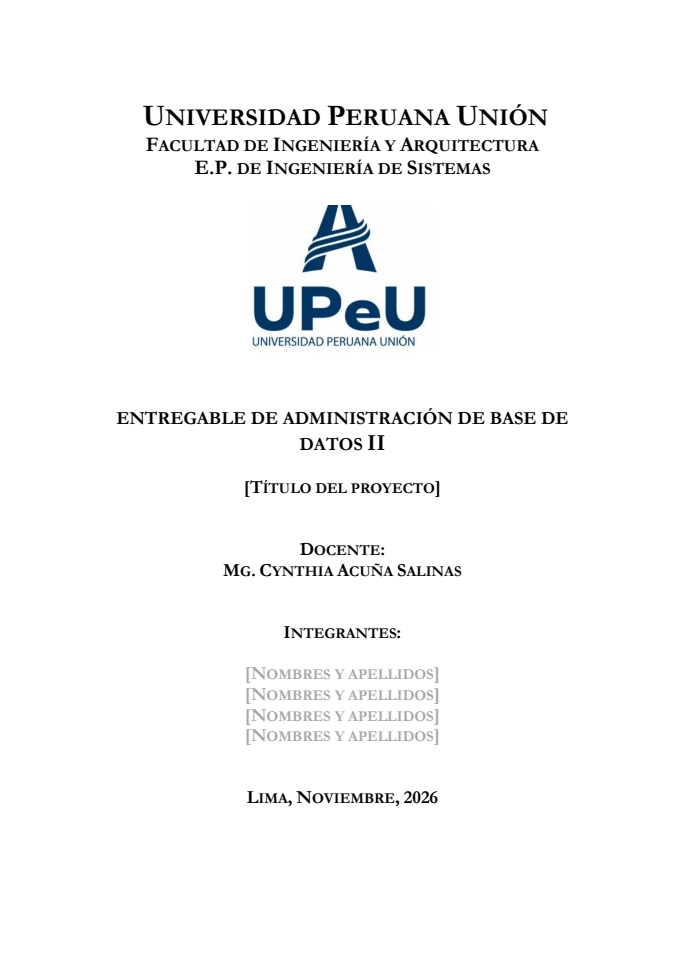 UNIVERSIDAD PERUANA UNIÓN
FACULTAD DE INGENIERÍA Y ARQUITECTURA
E.P. DE INGENIERÍA DE SISTEMAS
UPeU
UNIVERSIDAD PERUANA UNIÓN
ENTREGABLE DE ADMINISTRACIÓN DE BASE DE
DATOS II
[TÍTULO DEL PROYECTO]
DOCENTE:
MG. CYNTHIA ACUÑA SALINAS
INTEGRANTES:
[NOMBRES Y APELLIDOS]
[NOMBRES Y APELLIDOS]
[NOMBRES Y APELLIDOS]
[NOMBRES Y APELLIDOS]
LIMA, NOVIEMBRE, 2026